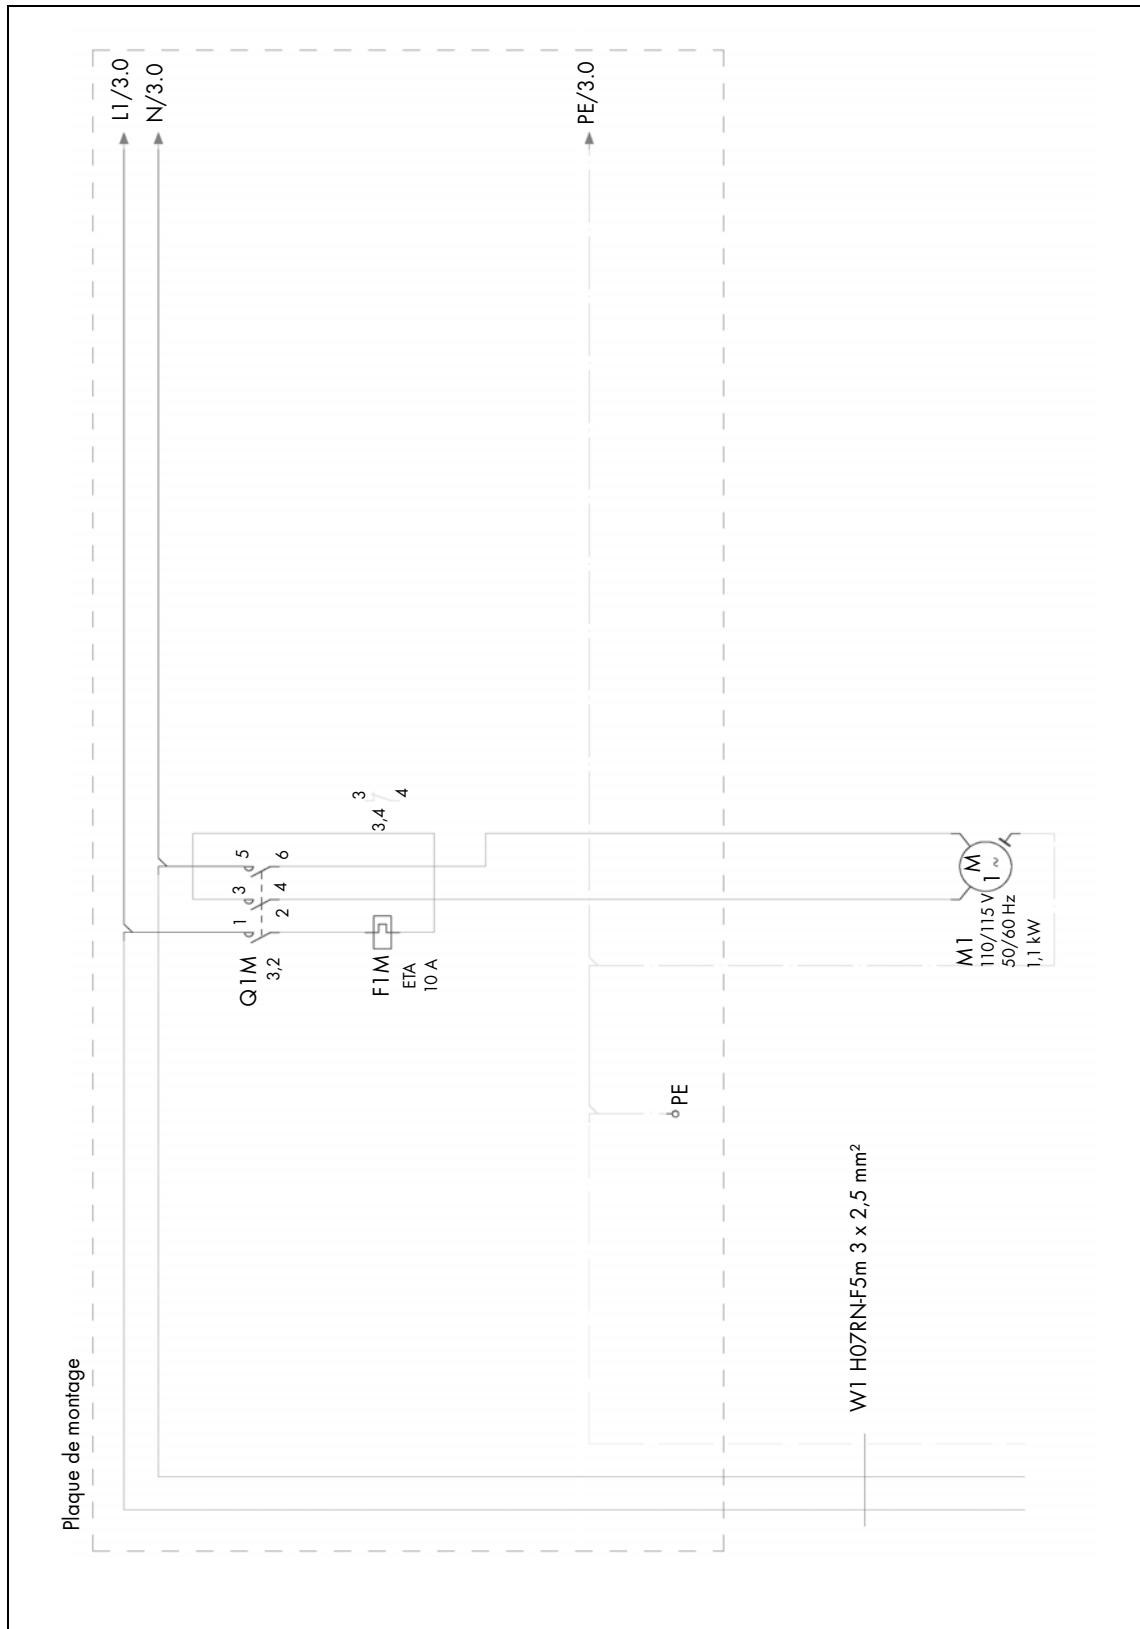 Plaque de montage
L1/3.0
N/3.0
PE/3.0
1
3
5
2
4
6
Q1M
3,2
F1M
ETA
10 A
3
3,4
4
PE
W1 H07RN-F5m 3 x 2,5 mm²
M
1 ~
M1
110/115 V
50/60 Hz
1,1 kW